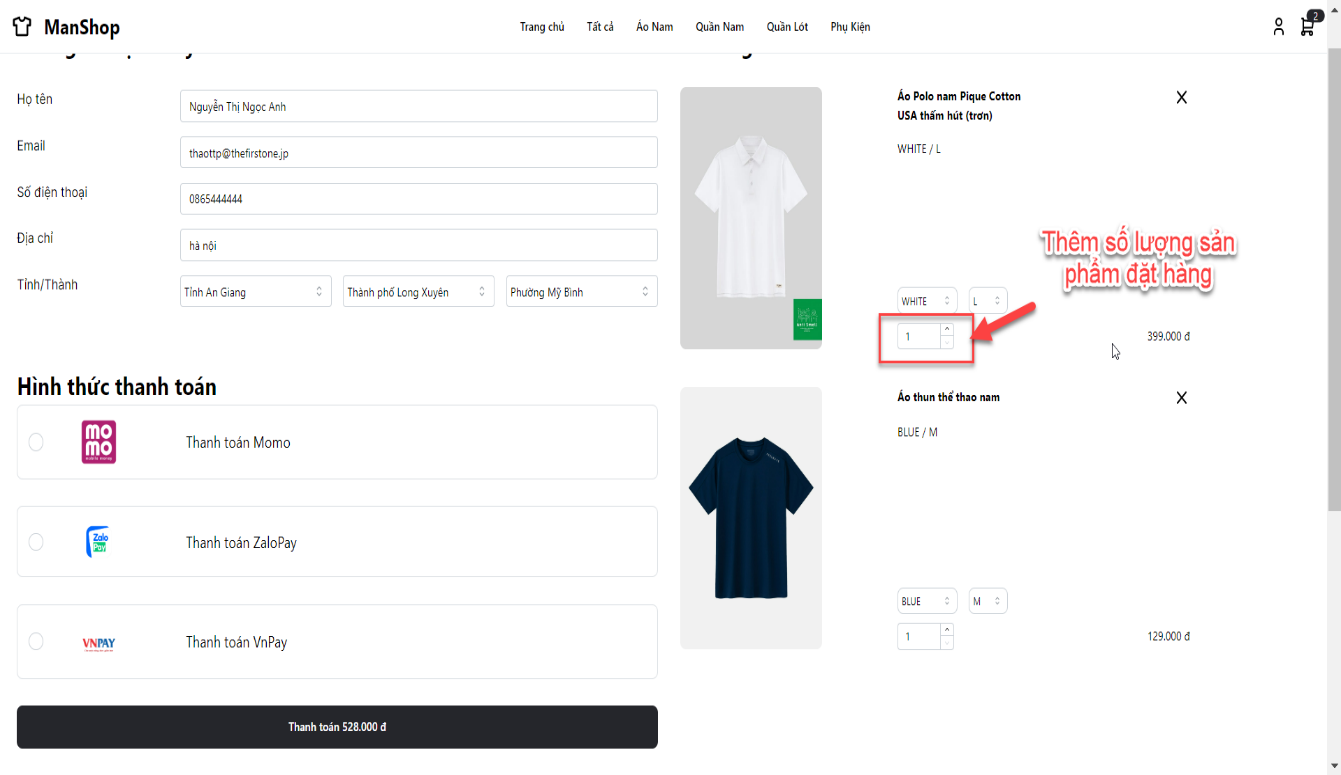 ManShop
Trang chủ
Tất cả
Áo Nam
Quần Nam
Quần Lót
Phụ Kiện
2
Họ tên
Nguyễn Thị Ngọc Anh
Email
thaottp@thefirstone.jp
Số điện thoại
0865444444
Địa chỉ
hà nội
Tỉnh/Thành
Tỉnh An Giang
Thành phố Long Xuyên
Phường Mỹ Bình
Hình thức thanh toán
momo
Thanh toán Momo
Zalo
Pay
Thanh toán ZaloPay
VNPAY
Thanh toán VnPay
Thanh toán 528.000 đ
Áo Polo nam Pique Cotton
USA thấm hút (trơn)
WHITE / L
Thêm số lượng sản
phẩm đặt hàng
WHITE
L
1
399.000 đ
Áo thun thể thao nam
BLUE / M
BLUE
M
1
129.000 đ